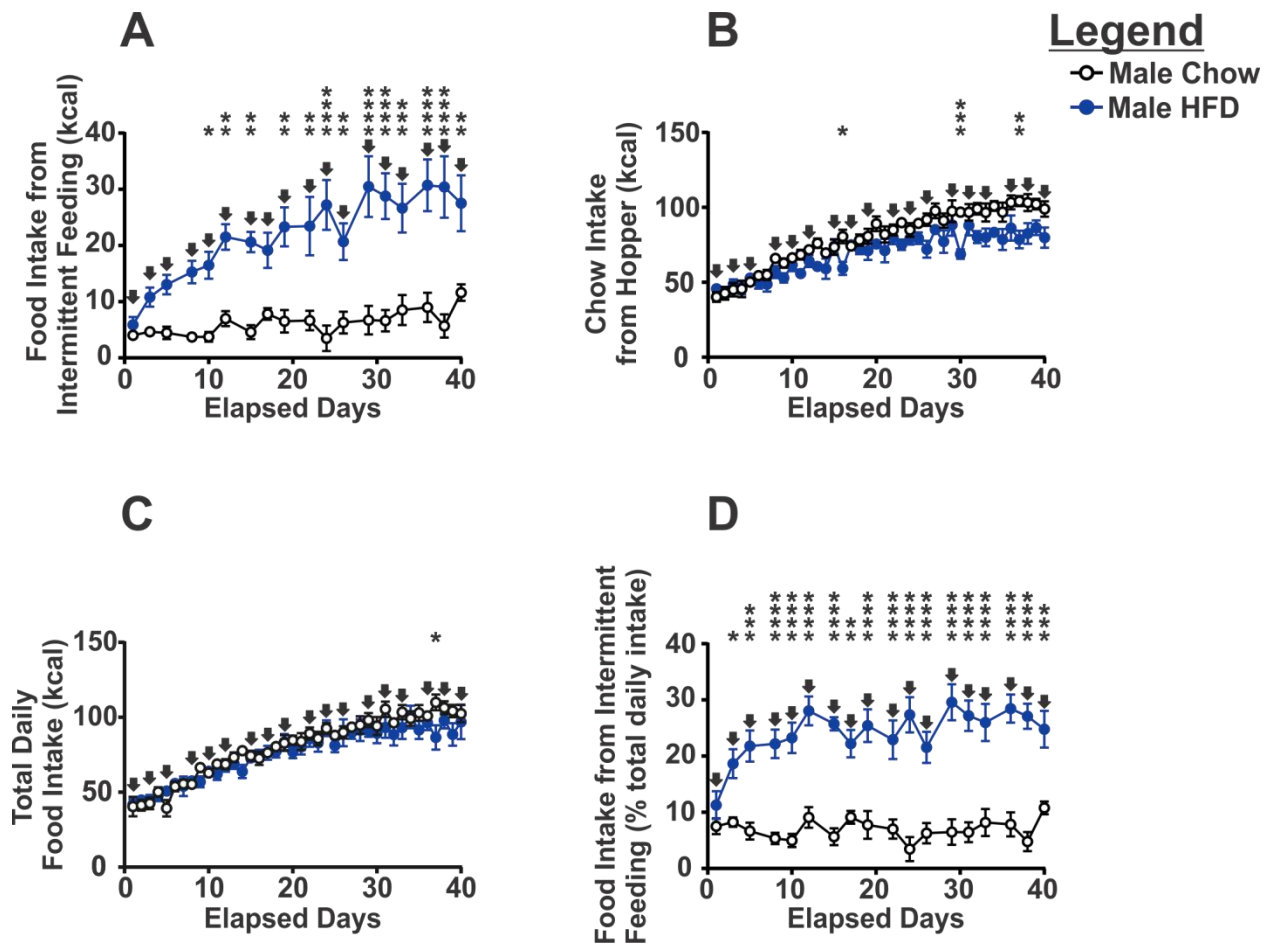 A
B
Legend
Male Chow
Male HFD
Food Intake from
Intermittent Feeding (kcal)
40
30
20
10
0
0 10 20 30 40
Elapsed Days
* ** ** ** ** **** ** **** *** *** **** **** **
Chow Intake
from Hopper (kcal)
150
100
50
0
0 10 20 30 40
Elapsed Days
* *** **
C
D
Total Daily
Food Intake (kcal)
150
100
50
0
0 10 20 30 40
Elapsed Days
*
Food Intake from Intermittent
Feeding (% total daily intake)
40
30
20
10
0
0 10 20 30 40
Elapsed Days